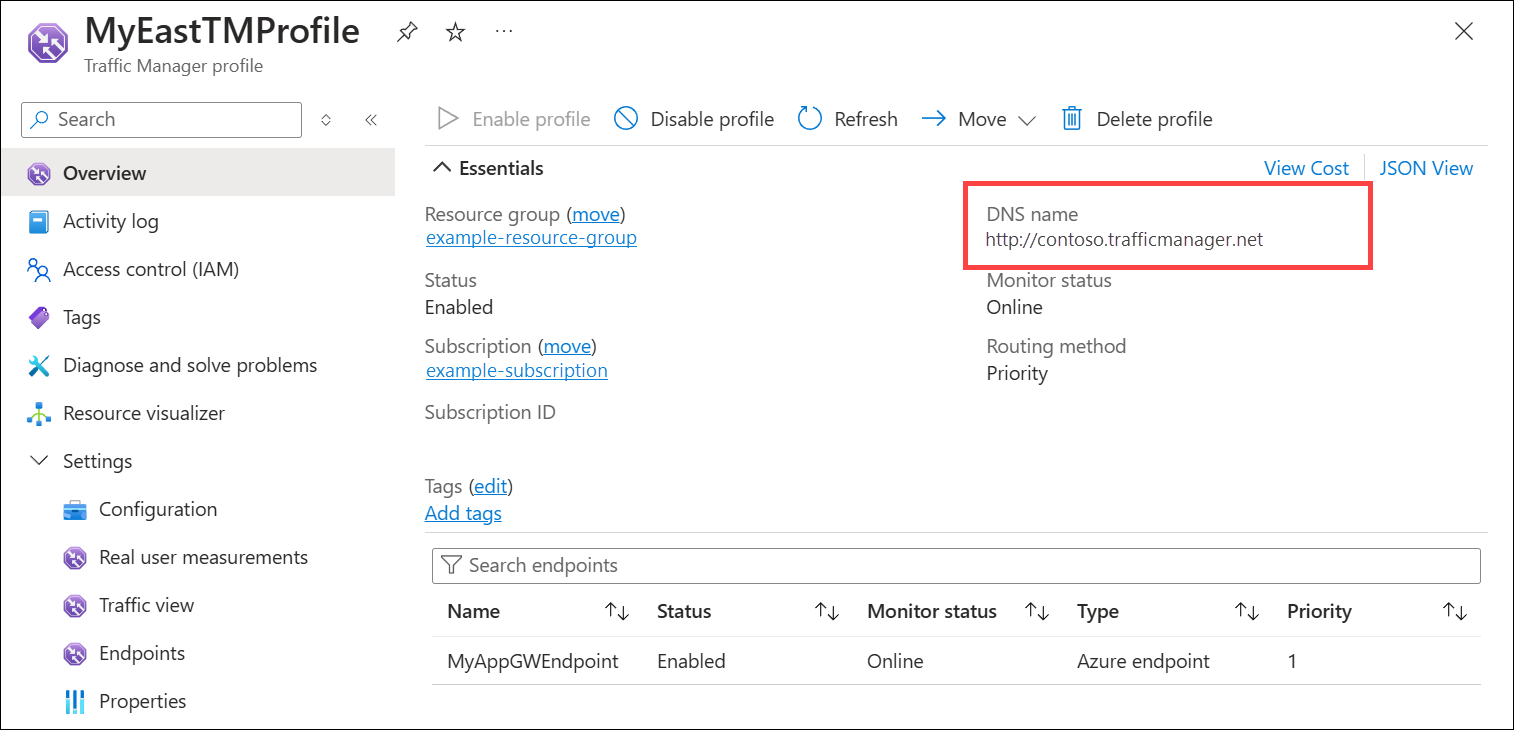 MyEastTMProfile
Traffic Manager profile
Search
Overview
Activity log
Access control (IAM)
Tags
Diagnose and solve problems
Resource visualizer
Settings
Configuration
Real user measurements
Traffic view
Endpoints
Properties
Enable profile Disable profile Refresh Move Delete profile
Essentials
View Cost JSON View
Resource group (move)
example-resource-group
Status
Enabled
Subscription (move)
example-subscription
Subscription ID
DNS name
http://contoso.trafficmanager.net
Monitor status
Online
Routing method
Priority
Tags (edit)
Add tags
Search endpoints
Name Status Monitor status Type Priority
MyAppGWEndpoint Enabled Online Azure endpoint 1